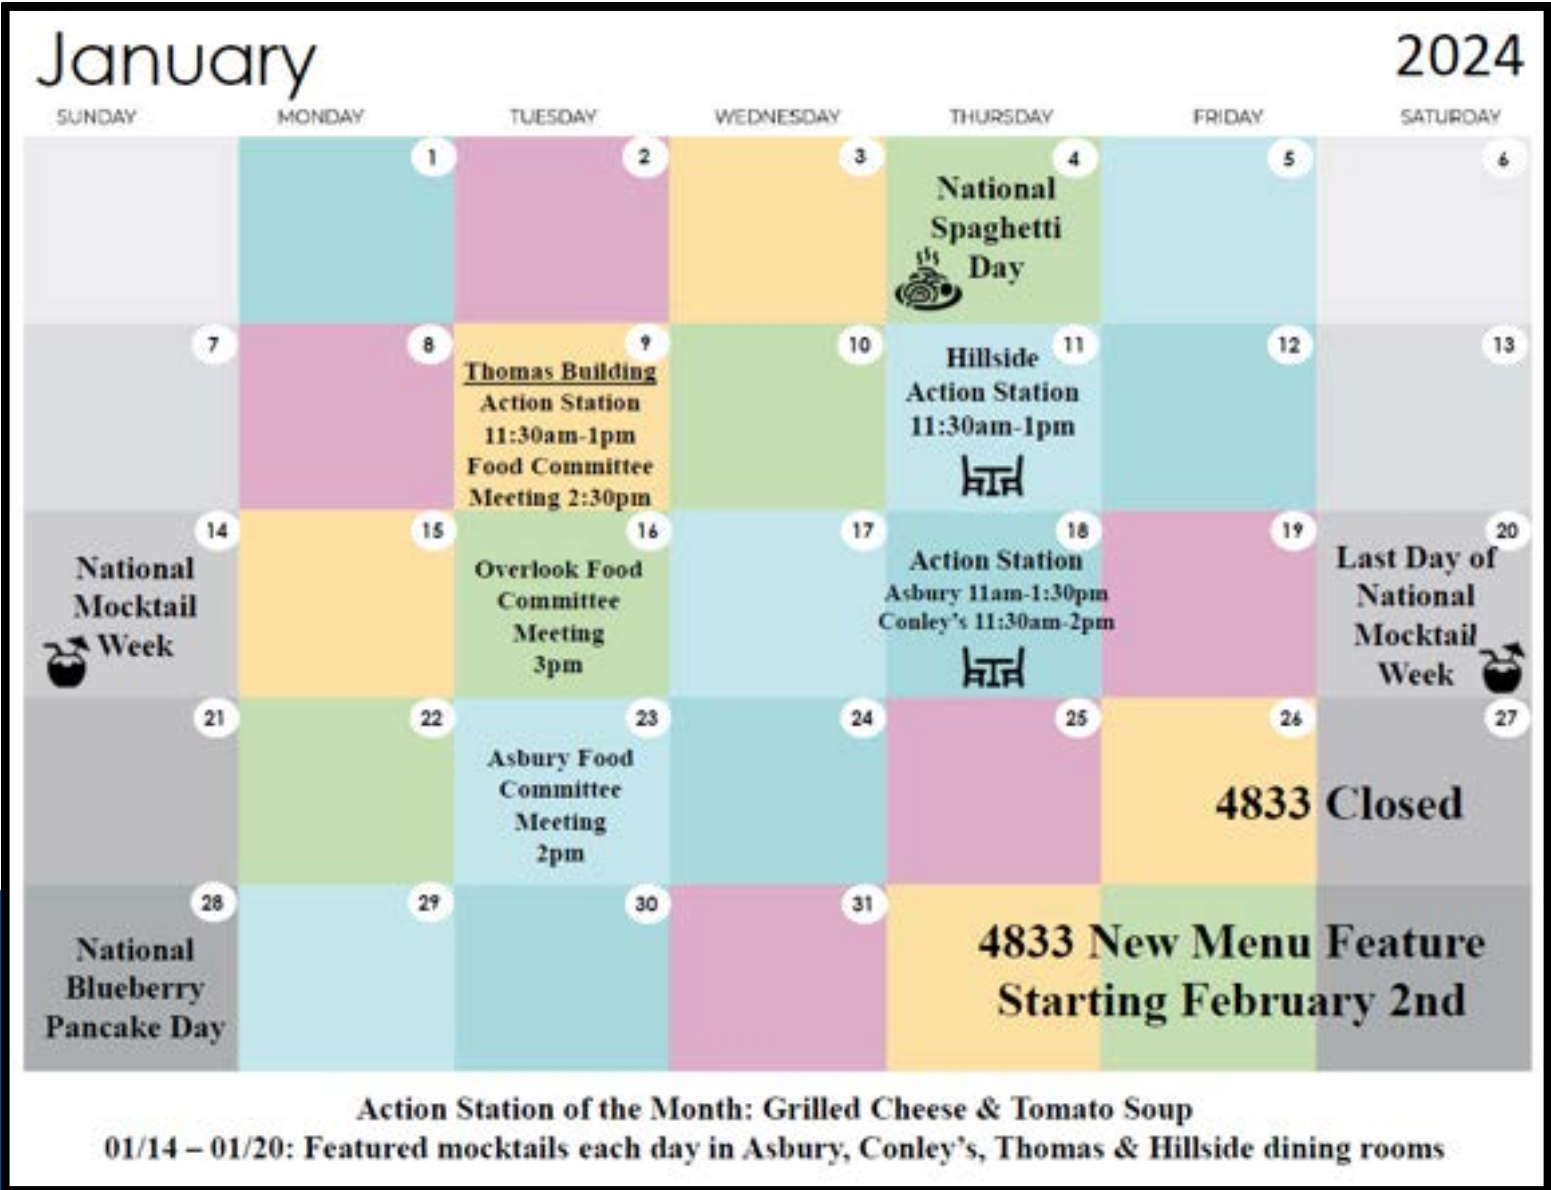 January 2024
SUNDAY MONDAY TUESDAY WEDNESDAY THURSDAY FRIDAY SATURDAY
1
2
3
4
National
Spaghetti
Day
5
6
7
8
9
Thomas Building
Action Station
11:30am-1pm
Food Committee
Meeting 2:30pm
10
11
Hillside
Action Station
11:30am-1pm
12
13
14
National
Mocktail
Week
15
16
Overlook Food
Committee
Meeting
3pm
17
18
Action Station
Asbury 11am-1:30pm
Conley's 11:30am-2pm
19
20
Last Day of
National
Mocktail
Week
21
22
23
Asbury Food
Committee
Meeting
2pm
24
25
26
27
4833 Closed
28
National
Blueberry
Pancake Day
29
30
31
4833 New Menu Feature
Starting February 2nd
Action Station of the Month: Grilled Cheese & Tomato Soup
01/14 – 01/20: Featured mocktails each day in Asbury, Conley's, Thomas & Hillside dining rooms